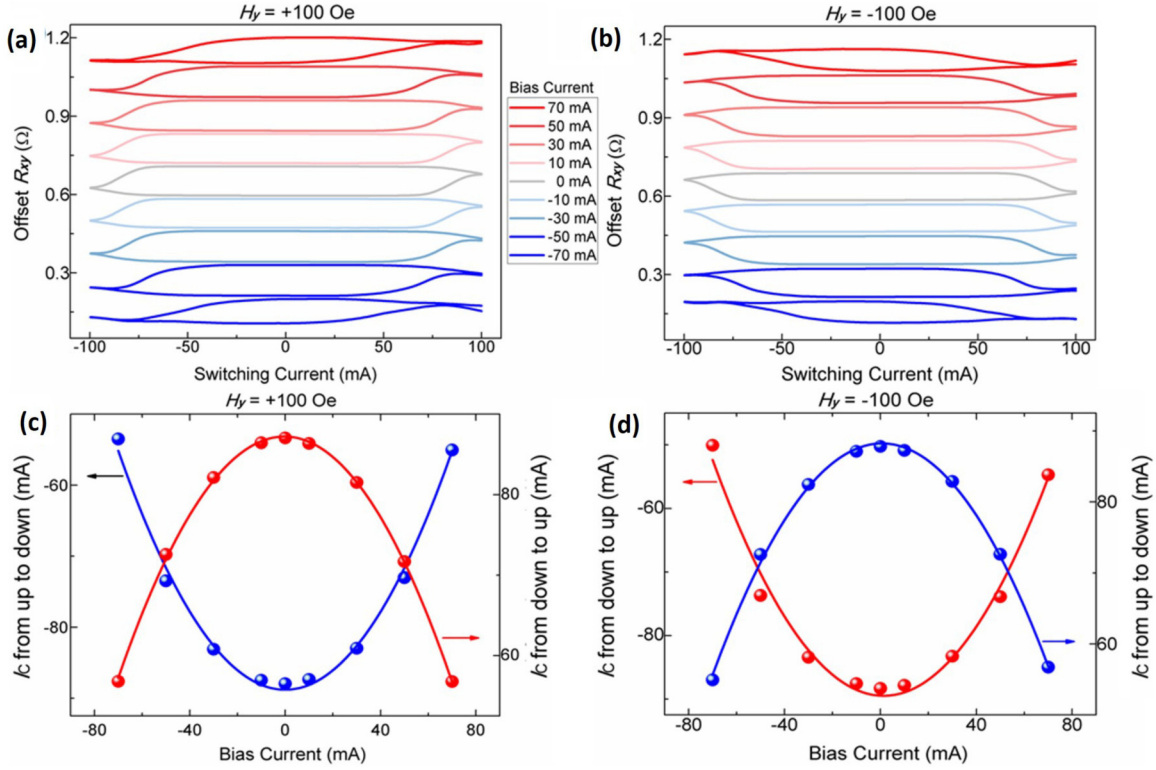 Hy = +100 Oe
(a)
1.2
0.9
0.6
0.3
Offset Rxy (Ω)
-100
-50
0
50
100
Switching Current (mA)
Bias Current
70 mA
50 mA
30 mA
10 mA
0 mA
-10 mA
-30 mA
-50 mA
-70 mA
Hy = -100 Oe
(b)
1.2
0.9
0.6
0.3
Offset Rxy (Ω)
-100
-50
0
50
100
Switching Current (mA)
Hy = +100 Oe
(c)
-60
-80
Ic from up to down (mA)
80
60
Ic from down to up (mA)
-80
-40
0
40
80
Bias Current (mA)
Hy = -100 Oe
(d)
-60
-80
Ic from down to up (mA)
80
60
Ic from up to down (mA)
-80
-40
0
40
80
Bias Current (mA)